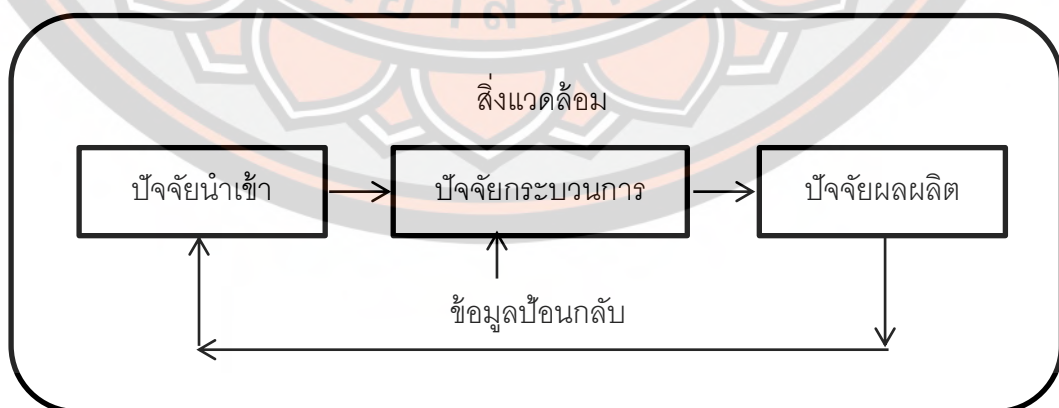 สิ่งแวดล้อม
ปัจจัยนำเข้า
ปัจจัยกระบวนการ
ปัจจัยผลผลิต
ข้อมูลป้อนกลับ